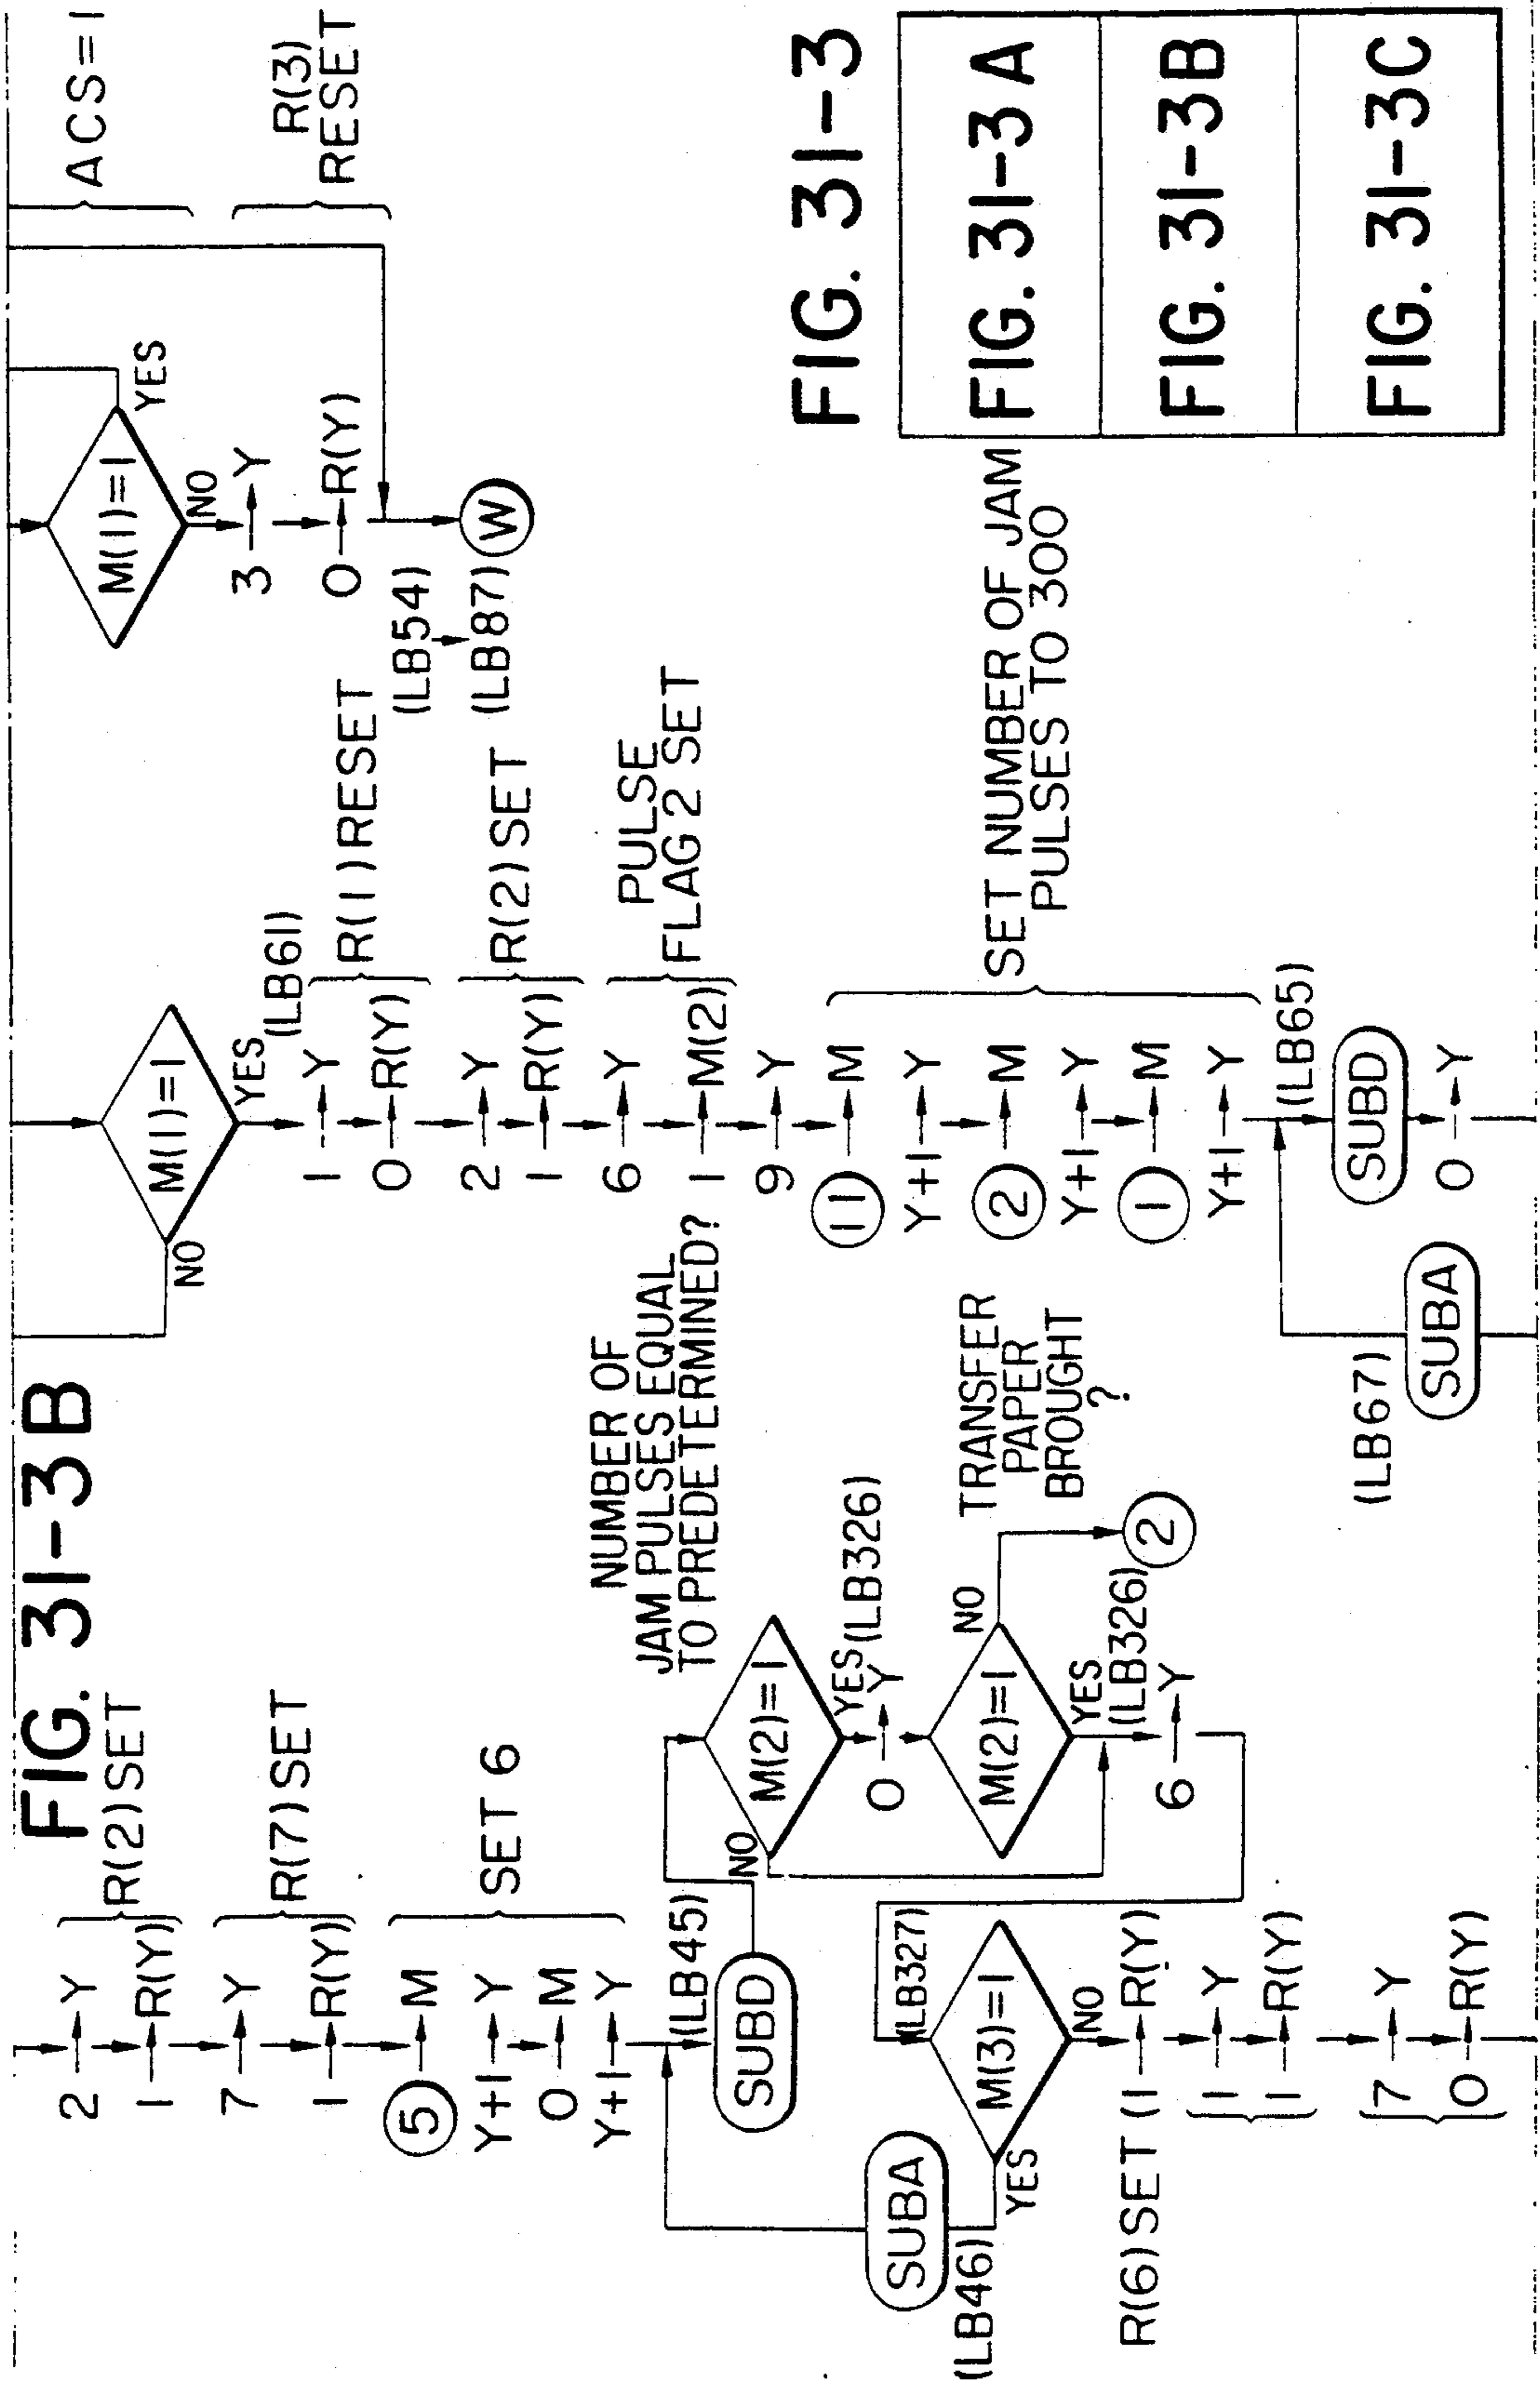 FIG. 31-3B
2→Y
1→R(Y)
R(2) SET
7→Y
1→R(Y)
R(7) SET
⑤→M
Y+1→Y
0→M
Y+1→Y
SET 6
(LB45)
SUBD
SUBA
(LB46)
NUMBER OF
JAM PULSES EQUAL
TO PREDETERMINED?
M(2)=1
NO
YES
(LB326)
0→Y
M(2)=1
NO
YES
TRANSFER
PAPER
BROUGHT
?
②
(LB326)
6→Y
(LB327)
M(3)=1
YES
NO
R(6) SET (1→R(Y)
1→Y
1→R(Y)
7→Y
0→R(Y)
M(1)=1
NO
YES
(LB61)
1→Y
0→R(Y)
R(1) RESET
2→Y
1→R(Y)
R(2) SET
6→Y
1→M(2)
PULSE
FLAG 2 SET
9→Y
⑪→M
Y+1→Y
②→M
Y+1→Y
①→M
Y+1→Y
SET NUMBER OF JAM
PULSES TO 300
(LB65)
SUBD
0→Y
(LB67)
SUBA
M(1)=1
YES
NO
3→Y
0→R(Y)
(LB54)
(LB87)
W
ACS=1
R(3)
RESET
FIG. 31-3
FIG. 31-3A
FIG. 31-3B
FIG. 31-3C